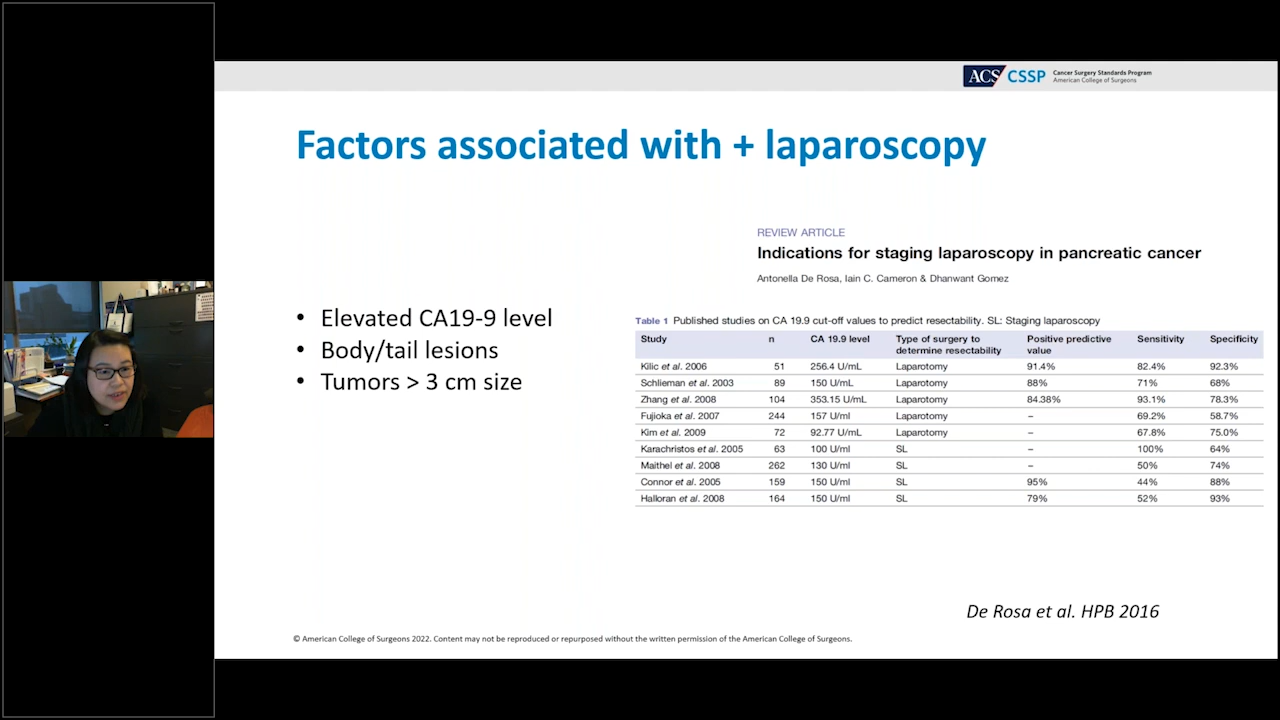 ACS CSSP Cancer Surgery Standards Program
American College of Surgeons
Factors associated with + laparoscopy
REVIEW ARTICLE
Indications for staging laparoscopy in pancreatic cancer
Antonella De Rosa, Iain C. Cameron & Dhanwant Gomez
• Elevated CA19-9 level
• Body/tail lesions
• Tumors > 3 cm size
Table 1 Published studies on CA 19.9 cut-off values to predict resectability. SL: Staging laparoscopy
Study n CA 19.9 level Type of surgery to determine resectability Positive predictive value Sensitivity Specificity
Kilic et al. 2006 51 256.4 U/mL Laparotomy 91.4% 82.4% 92.3%
Schlieman et al. 2003 89 150 U/mL Laparotomy 88% 71% 68%
Zhang et al. 2008 104 353.15 U/mL Laparotomy 84.38% 93.1% 78.3%
Fujioka et al. 2007 244 157 U/ml Laparotomy – 69.2% 58.7%
Kim et al. 2009 72 92.77 U/mL Laparotomy – 67.8% 75.0%
Karachristos et al. 2005 63 100 U/ml SL – 100% 64%
Maithel et al. 2008 262 130 U/ml SL – 50% 74%
Connor et al. 2005 159 150 U/ml SL 95% 44% 88%
Halloran et al. 2008 164 150 U/ml SL 79% 52% 93%
De Rosa et al. HPB 2016
© American College of Surgeons 2022. Content may not be reproduced or repurposed without the written permission of the American College of Surgeons.